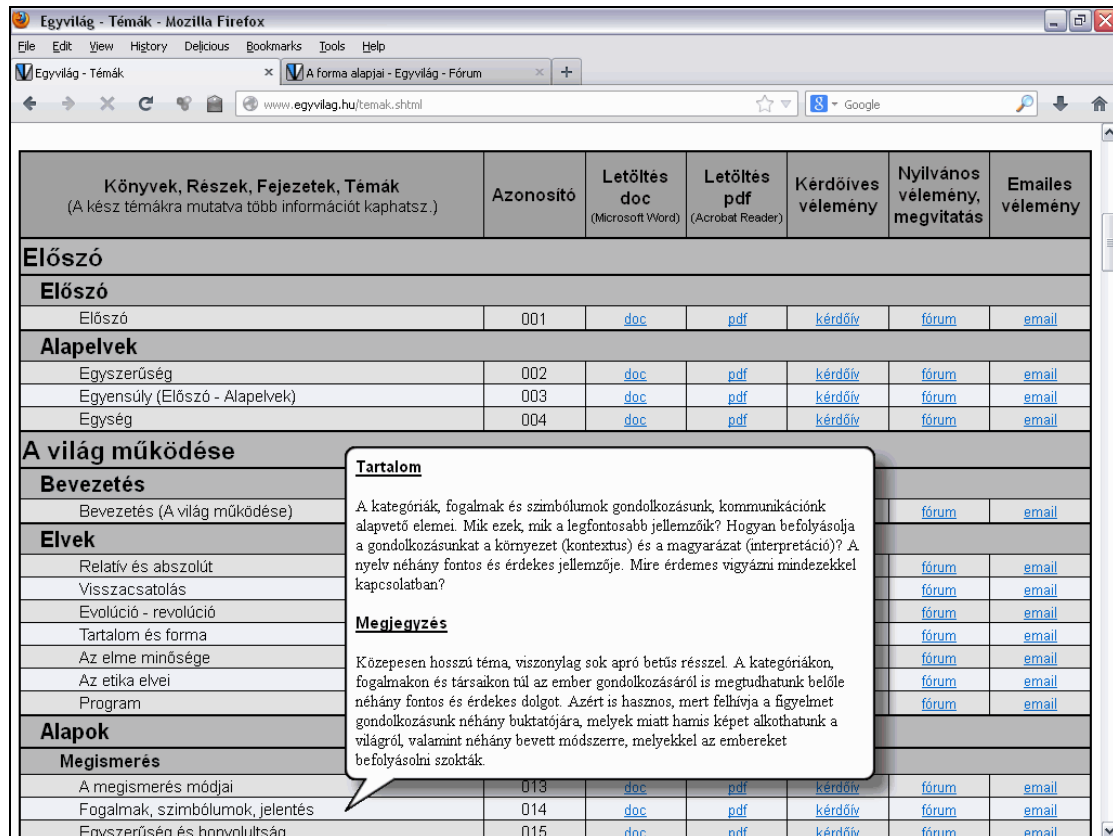 Egyvilág - Témák - Mozilla Firefox
File Edit View History Delicious Bookmarks Tools Help
Egyvilág - Témák × A forma alapjai - Egyvilág - Fórum × +
www.egyvilag.hu/temak.shtml 8 Google
Könyvek, Részek, Fejezetek, Témák
(A kész témákra mutatva több információt kaphatsz.)
Azonosító
Letöltés
doc
(Microsoft Word)
Letöltés
pdf
(Acrobat Reader)
Kérdőíves
vélemény
Nyilvános
vélemény,
megvitatás
Emailes
vélemény
Előszó
Előszó
Előszó 001 doc pdf kérdőív fórum email
Alapelvek
Egyszerűség 002 doc pdf kérdőív fórum email
Egyensúly (Előszó - Alapelvek) 003 doc pdf kérdőív fórum email
Egység 004 doc pdf kérdőív fórum email
A világ működése
Bevezetés
Bevezetés (A világ működése) fórum email
Elvek
Relatív és abszolút fórum email
Visszacsatolás fórum email
Evolúció - revolúció fórum email
Tartalom és forma fórum email
Az elme minősége fórum email
Az etika elvei fórum email
Program fórum email
Alapok
Megismerés
A megismerés módjai 013 doc pdf kérdőív fórum email
Fogalmak, szimbólumok, jelentés 014 doc pdf kérdőív fórum email
Egyszerűség és bonyolultság 015 doc pdf kérdőív fórum email
Tartalom
A kategóriák, fogalmak és szimbólumok gondolkozásunk, kommunikációnk
alapvető elemei. Mik ezek, mik a legfontosabb jellemzőik? Hogyan befolyásolja
a gondolkozásunkat a környezet (kontextus) és a magyarázat (interpretáció)? A
nyelv néhány fontos és érdekes jellemzője. Mire érdemes vigyázni mindezekkel
kapcsolatban?
Megjegyzés
Közepesen hosszú téma, viszonylag sok apró betűs résszel. A kategóriákon,
fogalmakon és társaikon túl az ember gondolkozásáról is megtudhatunk belőle
néhány fontos és érdekes dolgot. Azért is hasznos, mert felhívja a figyelmet
gondolkozásunk néhány buktatójára, melyek miatt hamis képet alkothatunk a
világról, valamint néhány bevett módszerre, melyekkel az embereket
befolyásolni szokták.